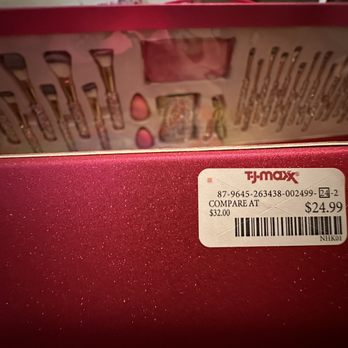 T·J·maxx®
87-9645-263438-002499-24-2
COMPARE AT
$32.00
$24.99
NHK01